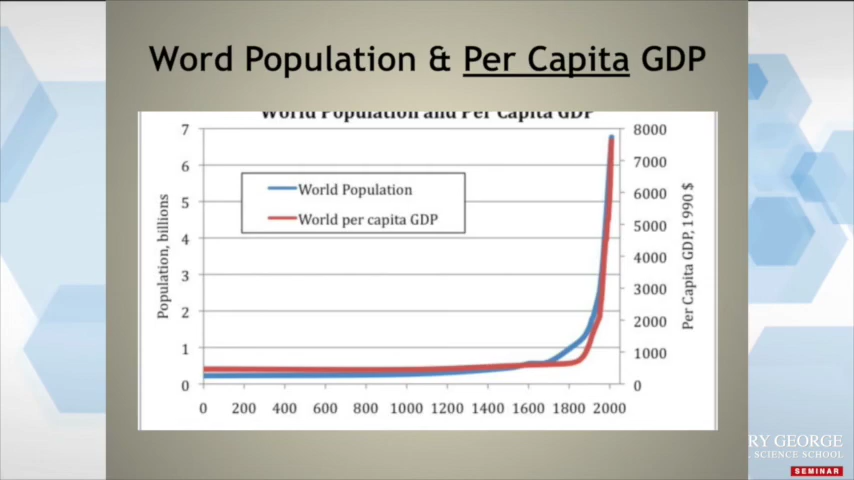 Word Population & Per Capita GDP
World Population and Per Capita GDP
7
6
5
4
3
2
1
0
Population, billions
World Population
World per capita GDP
8000
7000
6000
5000
4000
3000
2000
1000
0
Per Capita GDP, 1990 $
0 200 400 600 800 1000 1200 1400 1600 1800 2000
RY GEORGE
L SCIENCE SCHOOL
SEMINAR